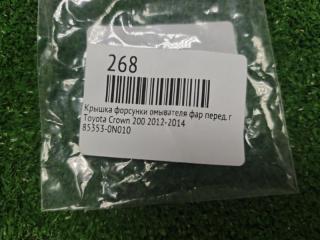 268
Крышка форсунки омывателя фар перед. г
Toyota Crown 200 2012-2014
85353-0N010